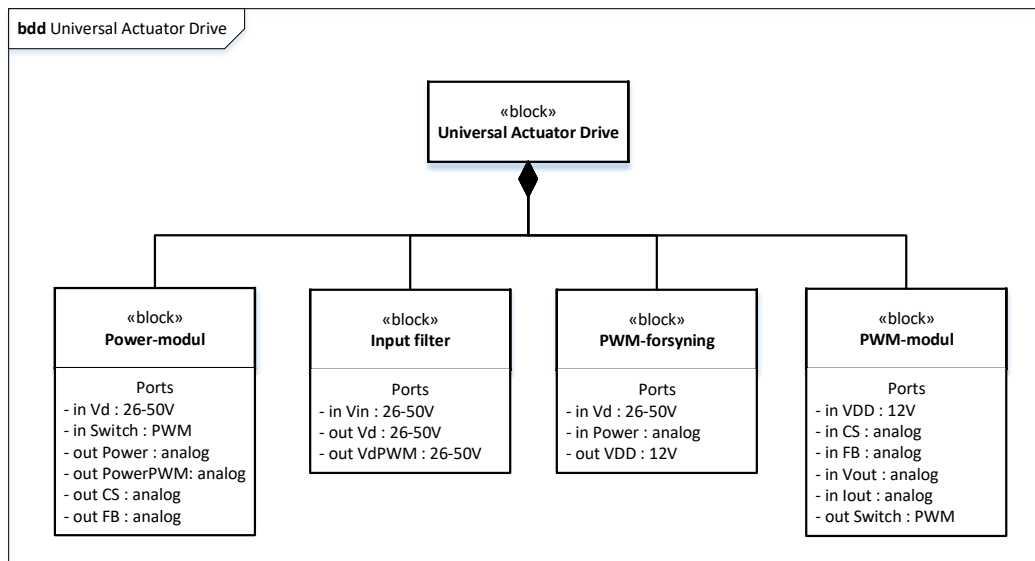 bdd Universal Actuator Drive
«block»
Universal Actuator Drive
«block»
Power-modul
Ports
- in Vd : 26-50V
- in Switch : PWM
- out Power : analog
- out PowerPWM: analog
- out CS : analog
- out FB : analog
«block»
Input filter
Ports
- in Vin : 26-50V
- out Vd : 26-50V
- out VdPWM : 26-50V
«block»
PWM-forsyning
Ports
- in Vd : 26-50V
- in Power : analog
- out VDD : 12V
«block»
PWM-modul
Ports
- in VDD : 12V
- in CS : analog
- in FB : analog
- in Vout : analog
- in Iout : analog
- out Switch : PWM